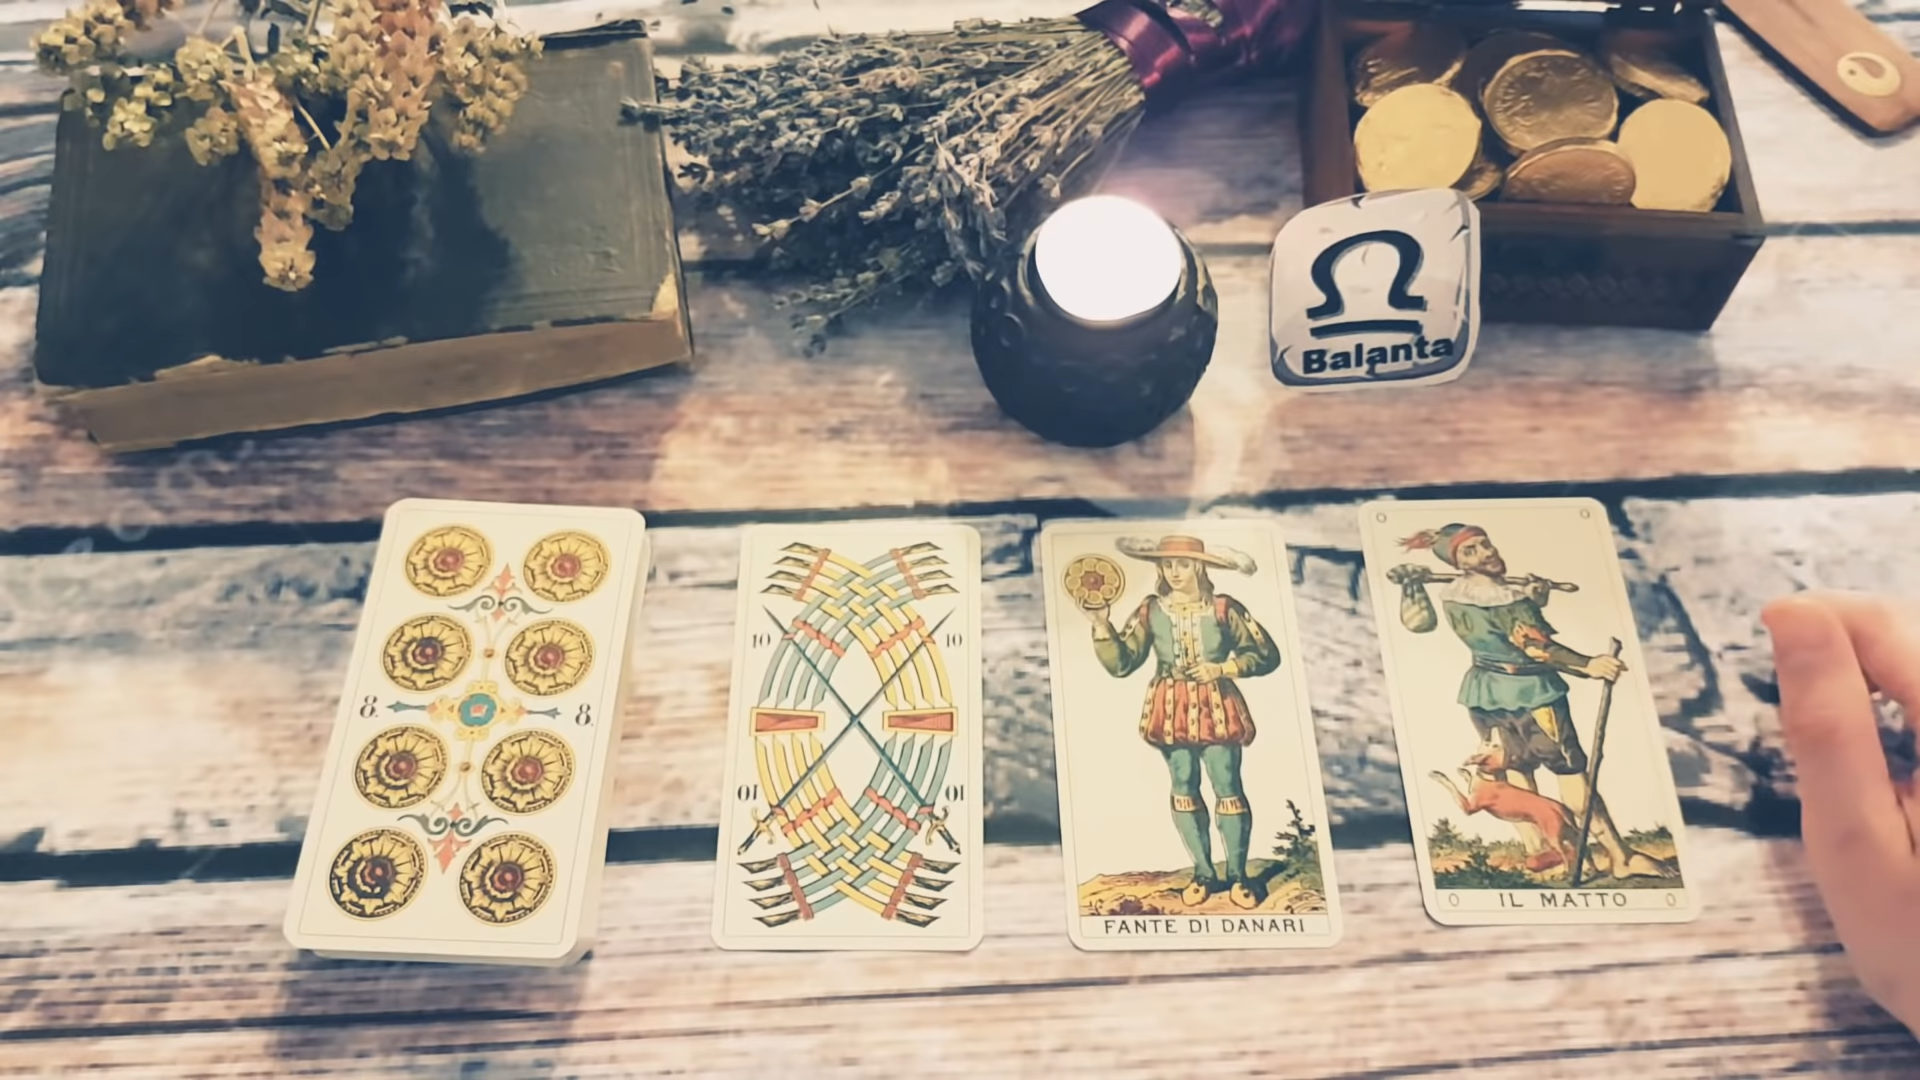 Balanta
8. 8.
10 10
10 10
FANTE DI DANARI
0 0
IL MATTO
0 0